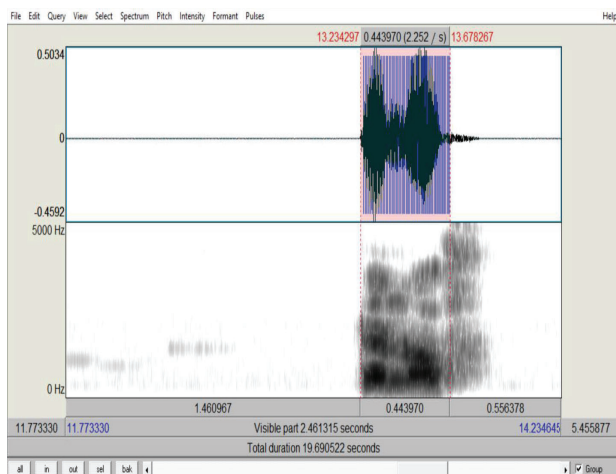 File Edit Query View Select Spectrum Pitch Intensity Formant Pulses Help
13.234297 0.443970 (2.252 / s) 13.678267
0.5034
0
-0.4592
5000 Hz
0 Hz
1.460967 0.443970 0.556378
11.773330 11.773330 Visible part 2.461315 seconds 14.234645 5.455877
Total duration 19.690522 seconds
all in out sel bak Group